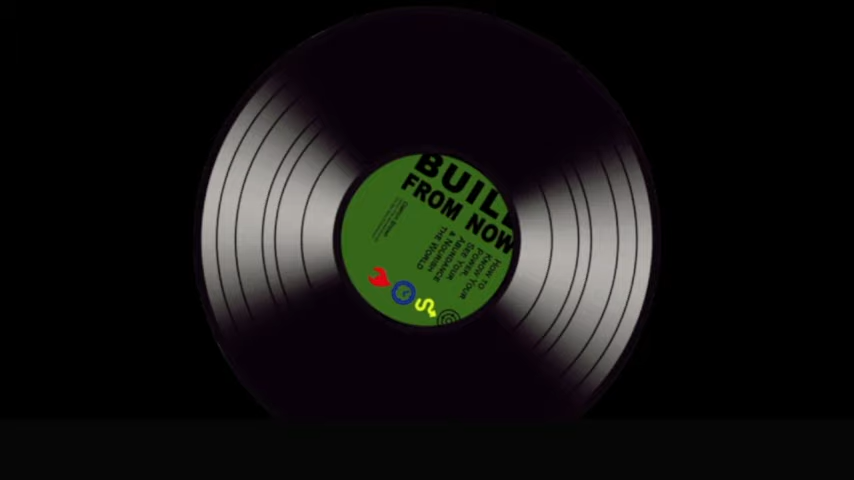 BUIL
FROM NOW
HOW TO
KNOW YOUR
POWER,
SEE YOUR
ABUNDANCE
& NOURISH
THE WORLD